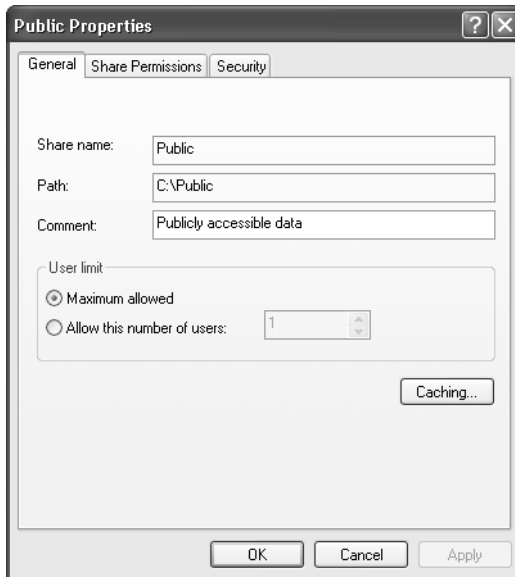 Public Properties
General Share Permissions Security
Share name: Public
Path: C:\Public
Comment: Publicly accessible data
User limit
Maximum allowed
Allow this number of users: 1
Caching...
OK Cancel Apply